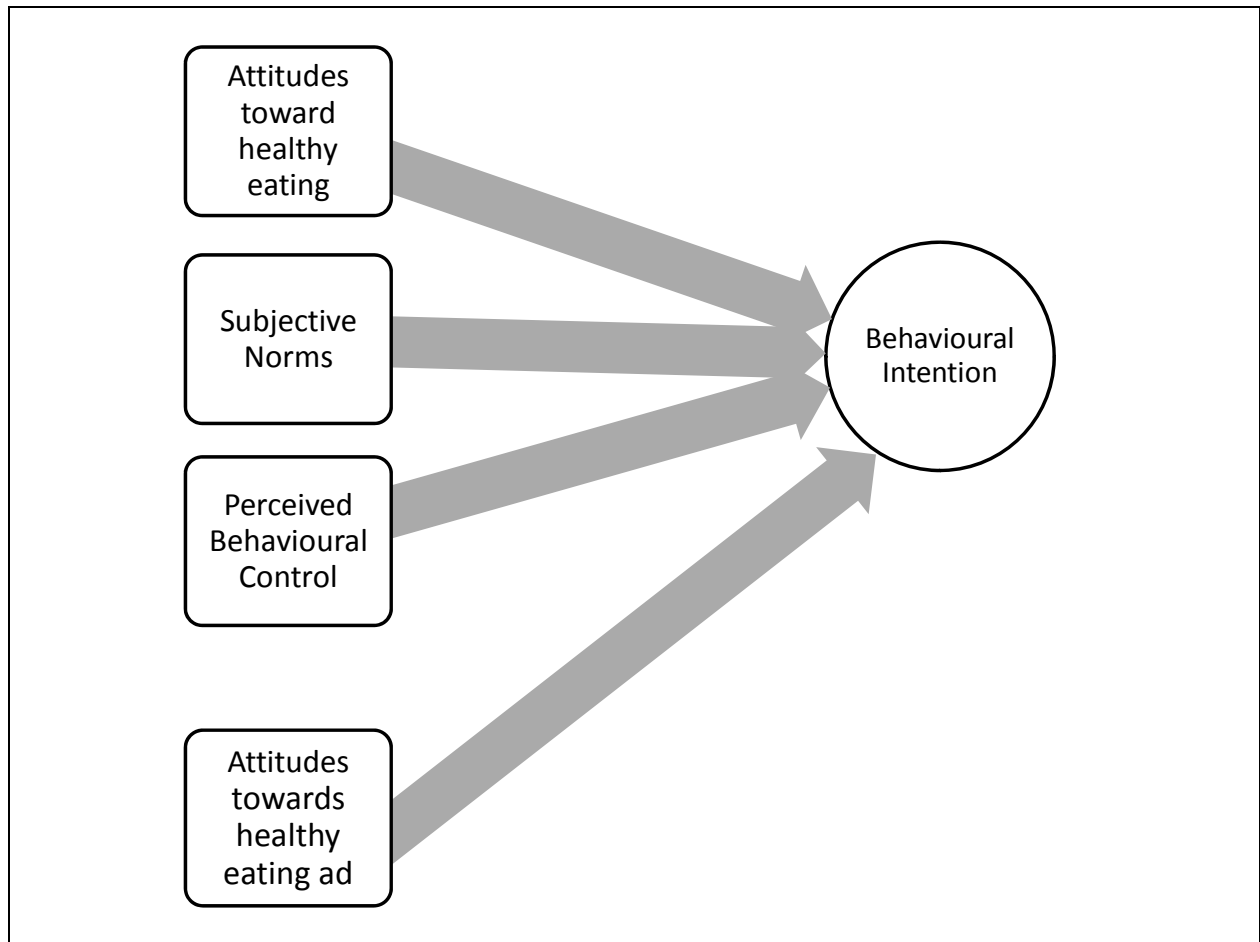 Attitudes
toward
healthy
eating
Subjective
Norms
Perceived
Behavioural
Control
Attitudes
towards
healthy
eating ad
Behavioural
Intention